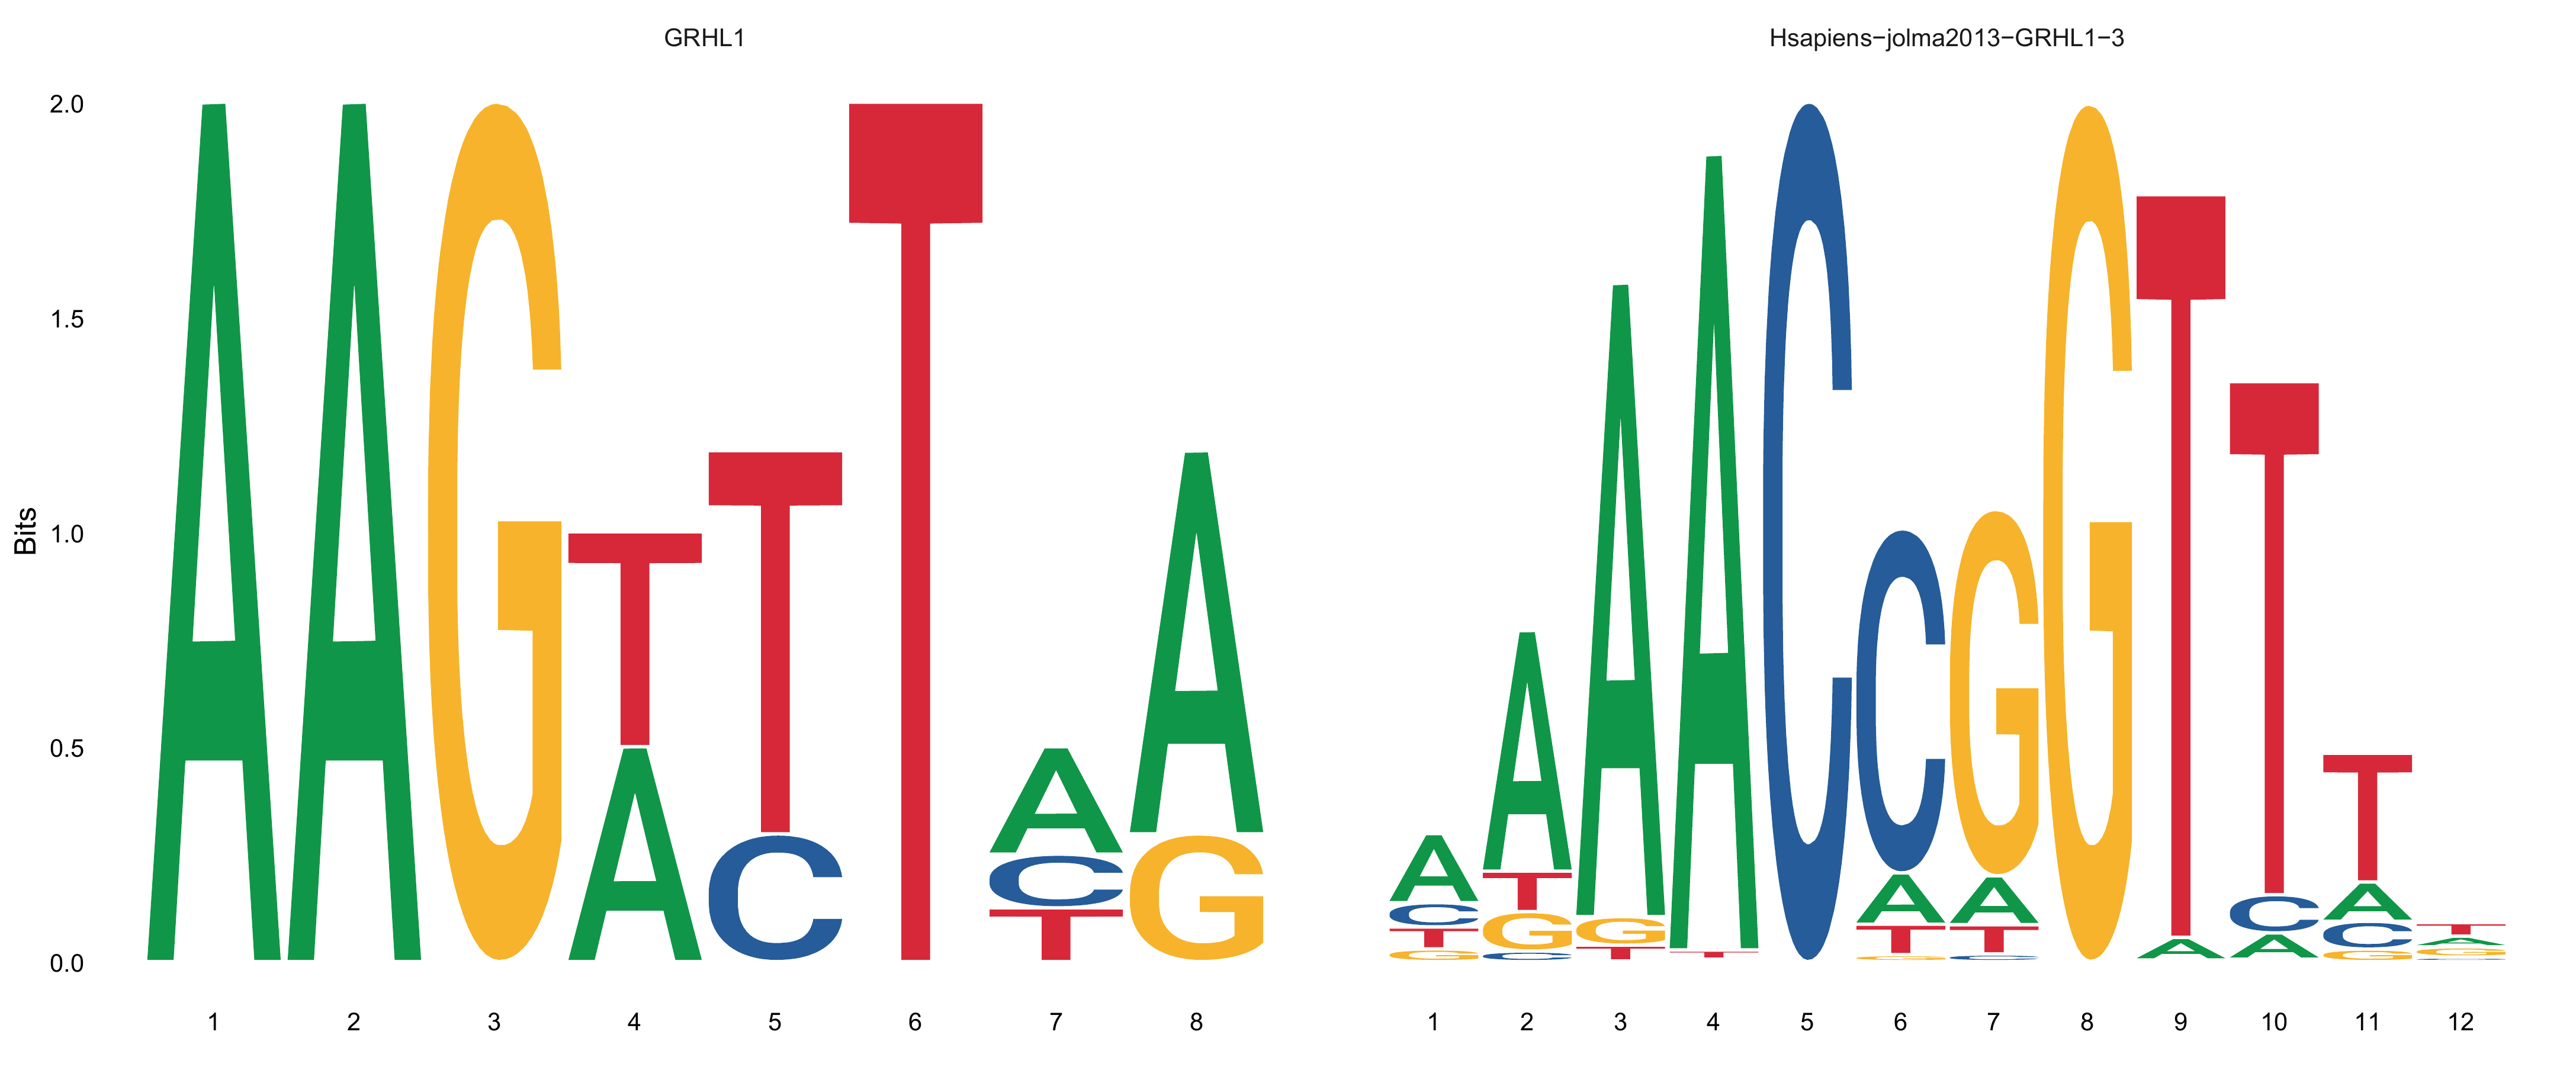 GRHL1
Hsapiens−jolma2013−GRHL1−3
Bits
2.0
1.5
1.0
0.5
0.0
A A G T T T A A
A C C G
T
A A A A C C G G T T T T
C T G T A A A C A A
T G T T T C G
G C G C G C
1 2 3 4 5 6 7 8
1 2 3 4 5 6 7 8 9 10 11 12